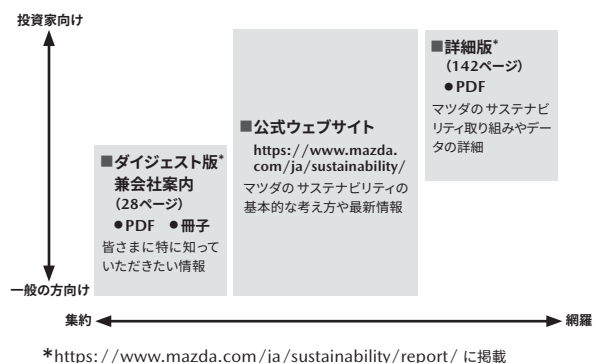 投資家向け
■詳細版*
（142ページ）
●PDF
マツダのサステナビ
リティ取り組みやデー
タの詳細
■公式ウェブサイト
https://www.mazda.
com/ja/sustainability/
マツダのサステナビリティの
基本的な考え方や最新情報
■ダイジェスト版*
兼会社案内
（28ページ）
●PDF ●冊子
皆さまに特に知って
いただきたい情報
一般の方向け
集約
網羅
*https://www.mazda.com/ja/sustainability/report/ に掲載